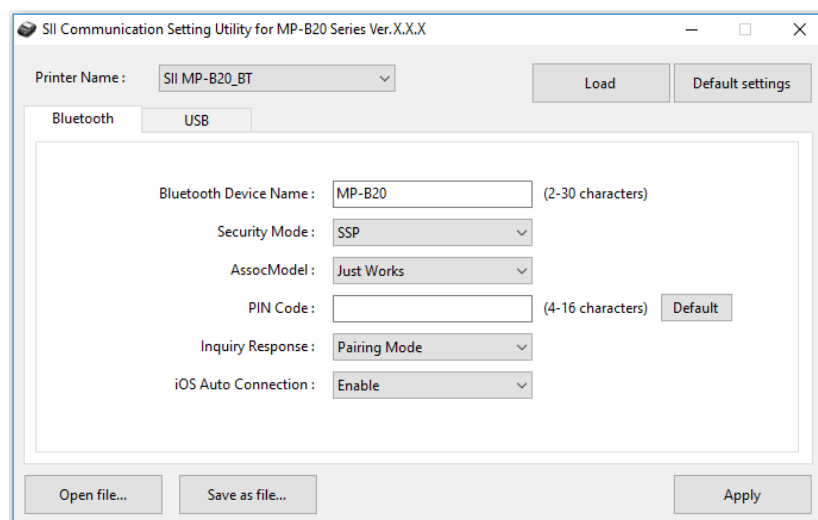 SII Communication Setting Utility for MP-B20 Series Ver.X.X.X
Printer Name : SII MP-B20_BT Load Default settings
Bluetooth USB
Bluetooth Device Name : MP-B20 (2-30 characters)
Security Mode : SSP
AssocModel : Just Works
PIN Code : (4-16 characters) Default
Inquiry Response : Pairing Mode
iOS Auto Connection : Enable
Open file... Save as file... Apply